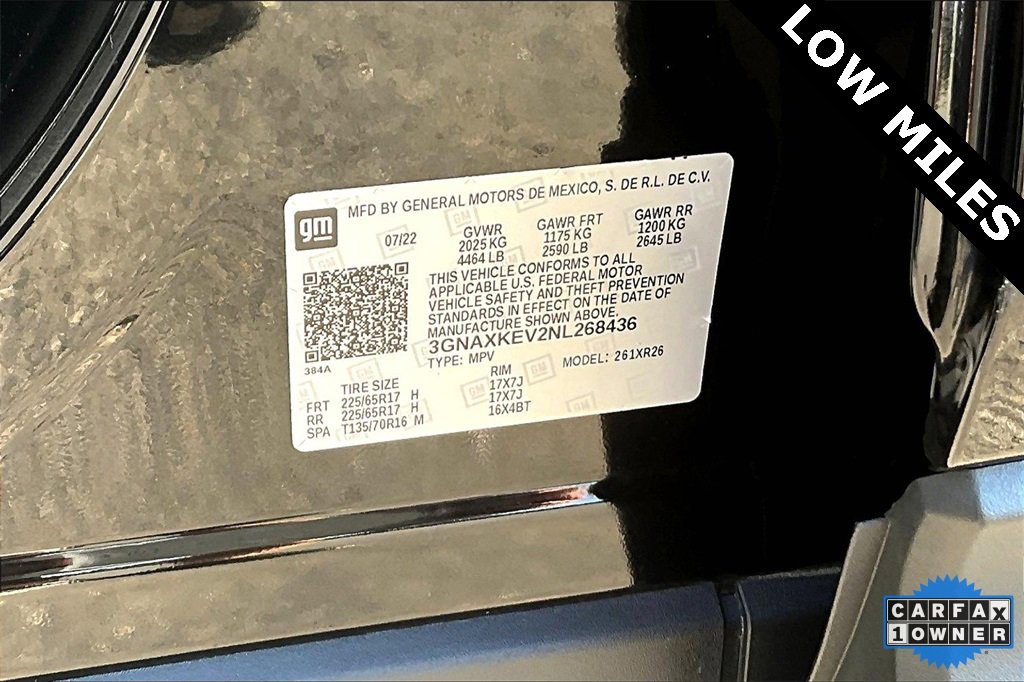 LOW MILES
gm
MFD BY GENERAL MOTORS DE MEXICO, S. DE R.L. DE C.V.
07/22
GVWR
2025 KG
4464 LB
GAWR FRT
1175 KG
2590 LB
GAWR RR
1200 KG
2645 LB
THIS VEHICLE CONFORMS TO ALL
APPLICABLE U.S. FEDERAL MOTOR
VEHICLE SAFETY AND THEFT PREVENTION
STANDARDS IN EFFECT ON THE DATE OF
MANUFACTURE SHOWN ABOVE.
3GNAXKEV2NL268436
TYPE: MPV MODEL: 261XR26
384A
TIRE SIZE RIM
FRT 225/65R17 H 17X7J
RR 225/65R17 H 17X7J
SPA T135/70R16 M 16X4BT
CARFAX
1 OWNER